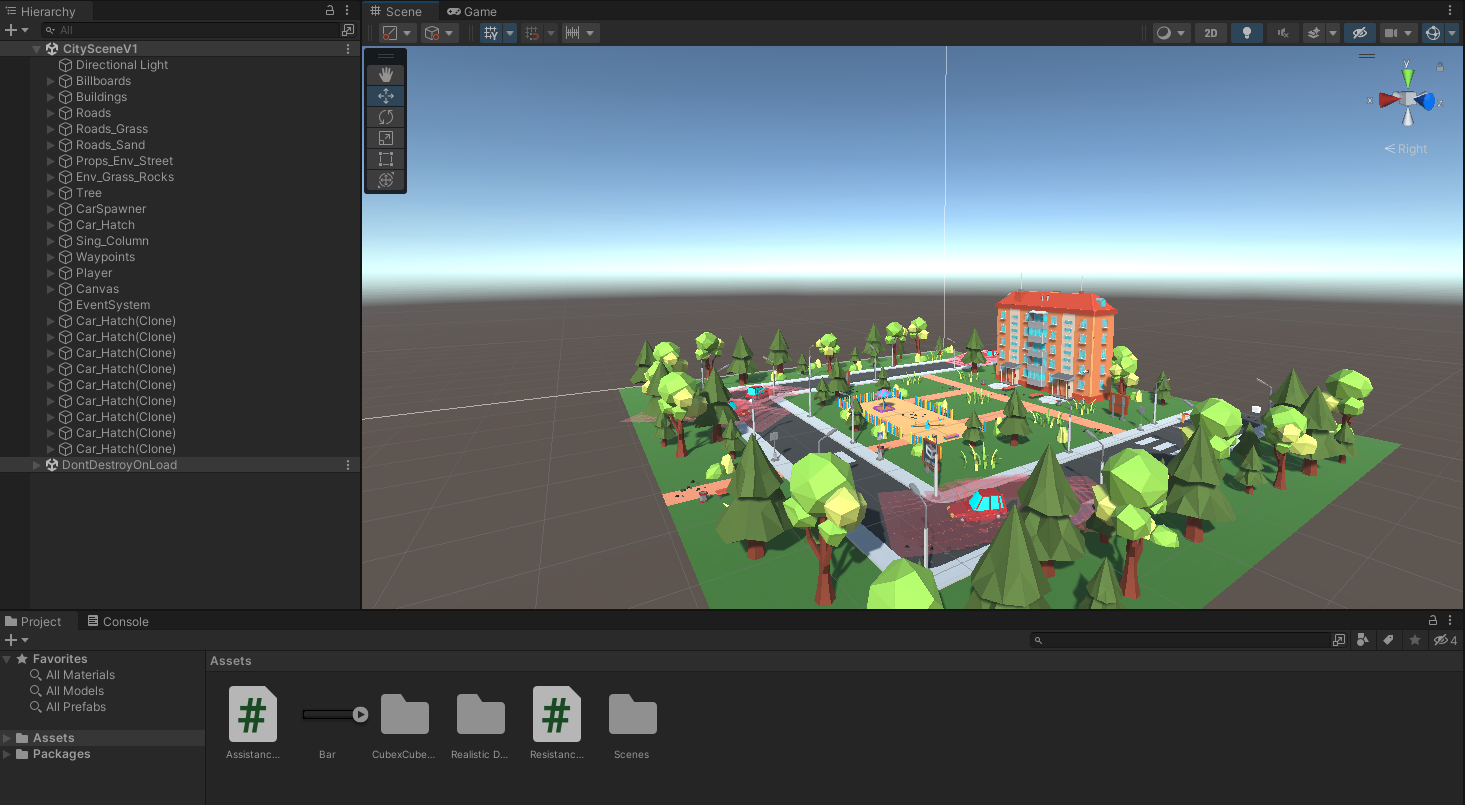 Hierarchy
All
CitySceneV1
Directional Light
Billboards
Buildings
Roads
Roads_Grass
Roads_Sand
Props_Env_Street
Env_Grass_Rocks
Tree
CarSpawner
Car_Hatch
Sing_Column
Waypoints
Player
Canvas
EventSystem
Car_Hatch(Clone)
Car_Hatch(Clone)
Car_Hatch(Clone)
Car_Hatch(Clone)
Car_Hatch(Clone)
Car_Hatch(Clone)
Car_Hatch(Clone)
Car_Hatch(Clone)
Car_Hatch(Clone)
DontDestroyOnLoad
Scene Game
2D
y
x z
Right
Project Console
4
Favorites
All Materials
All Models
All Prefabs
Assets
Packages
Assets
Assistanc... Bar CubexCube... Realistic D... Resistanc... Scenes